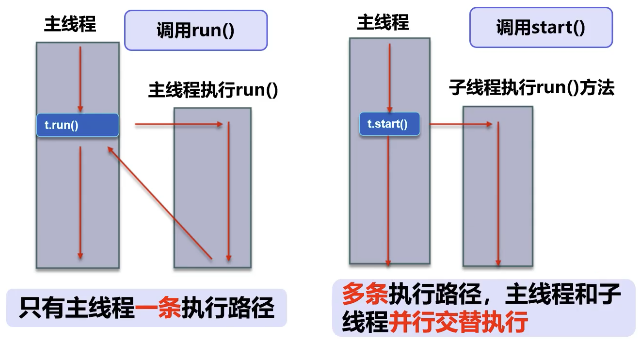 主线程
调用run()
主线程执行run()
t.run()
只有主线程一条执行路径
主线程
调用start()
子线程执行run()方法
t.start()
多条执行路径，主线程和子
线程并行交替执行